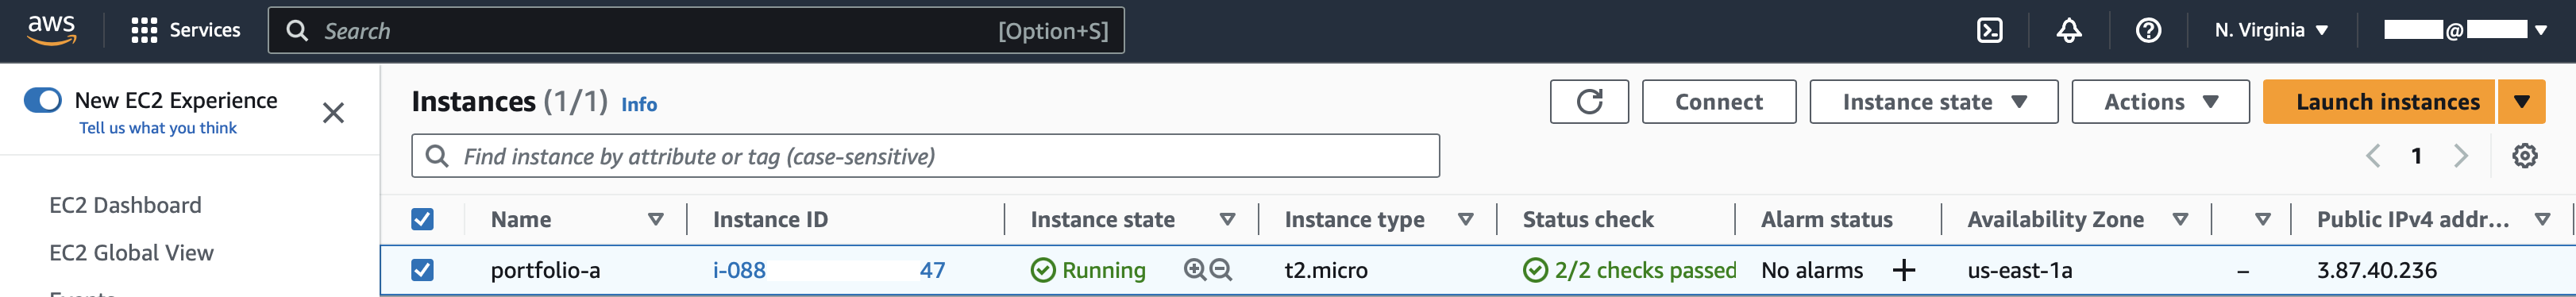 aws Services Search [Option+S] N. Virginia @
New EC2 Experience
Tell us what you think
EC2 Dashboard
EC2 Global View
Instances (1/1) Info Connect Instance state Actions Launch instances
Find instance by attribute or tag (case-sensitive) 1
Name Instance ID Instance state Instance type Status check Alarm status Availability Zone Public IPv4 addr...
portfolio-a i-088 47 Running t2.micro 2/2 checks passed No alarms + us-east-1a – 3.87.40.236